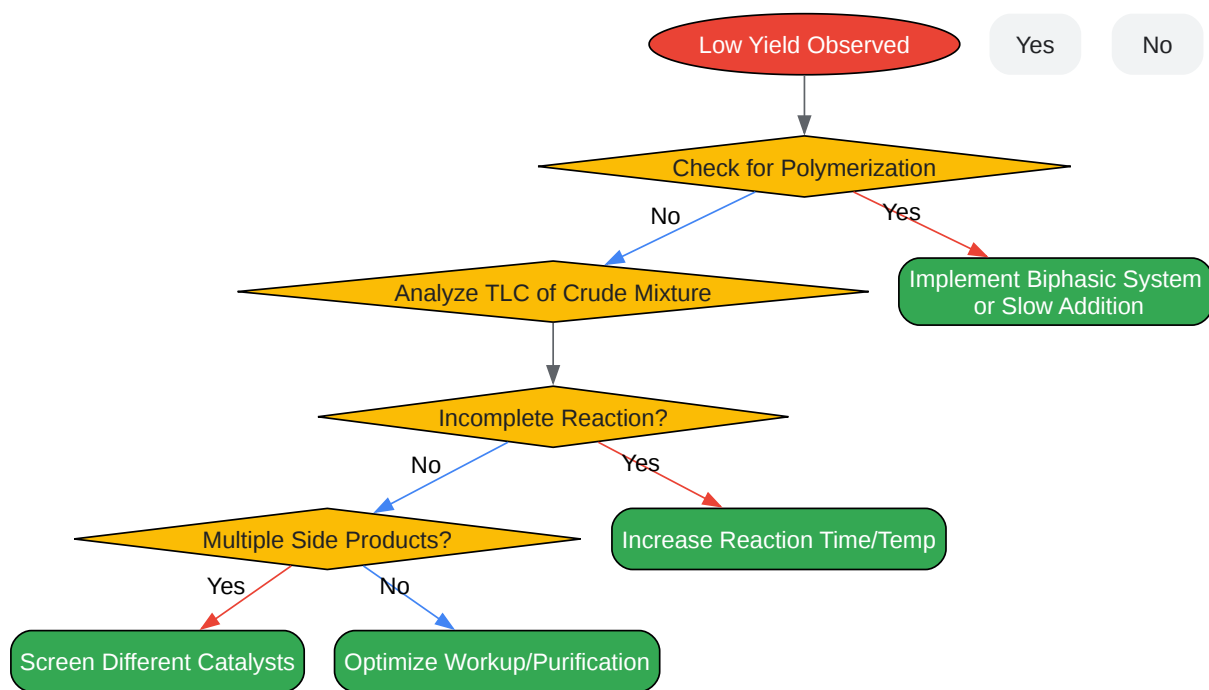 Low Yield Observed
Yes
No
Check for Polymerization
No
Yes
Analyze TLC of Crude Mixture
Implement Biphasic System
or Slow Addition
Incomplete Reaction?
No
Yes
Multiple Side Products?
Increase Reaction Time/Temp
Yes
No
Screen Different Catalysts
Optimize Workup/Purification